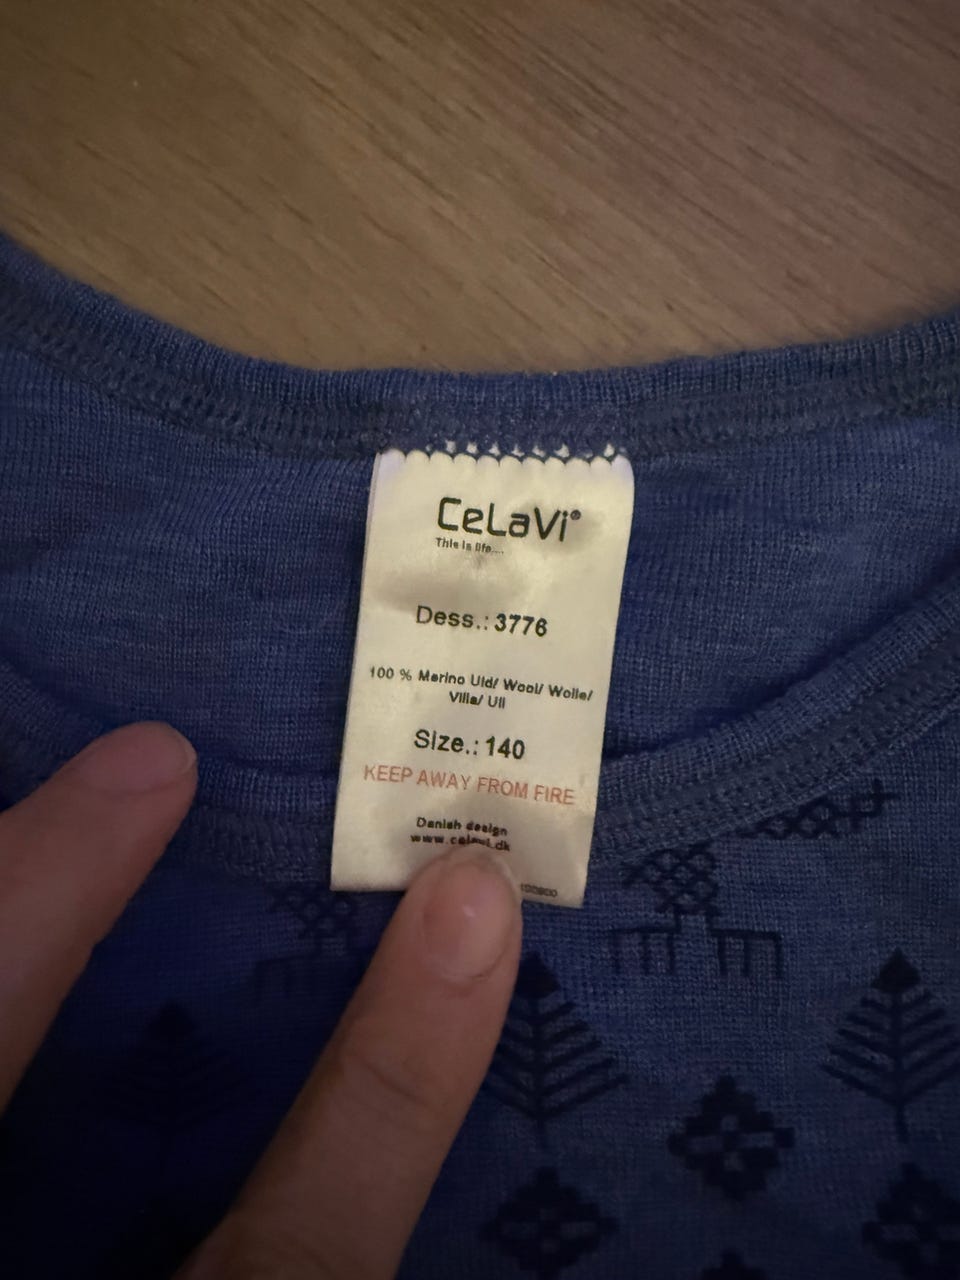 CeLaVi®
This is life....
Dess.: 3776
100 % Merino Uld/ Wool/ Wolle/
Villa/ Ull
Size.: 140
KEEP AWAY FROM FIRE
Danish design
www.celavi.dk